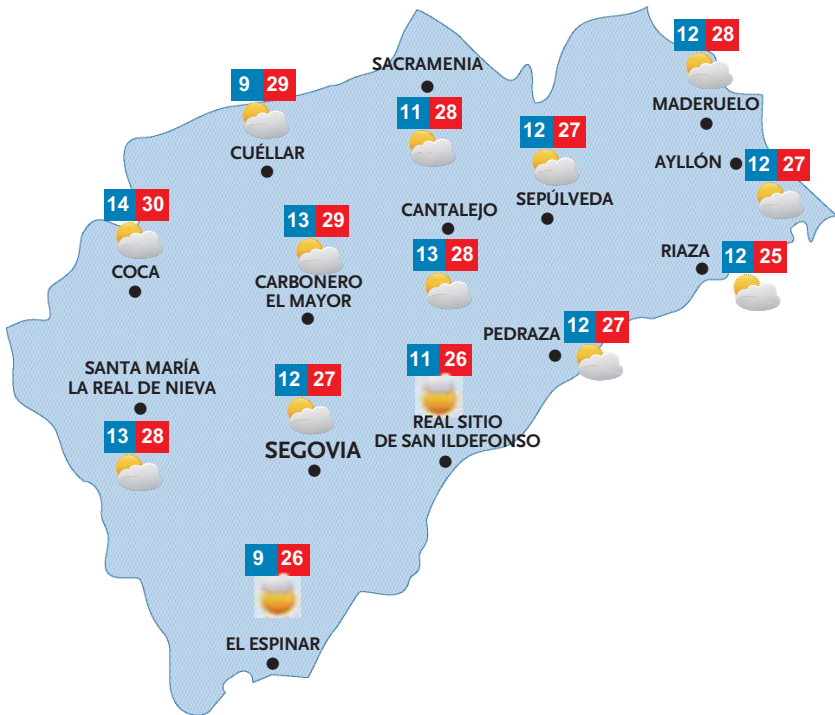 12 28
MADERUELO
SACRAMENIA
11 28
9 29
CUÉLLAR
12 27
SEPÚLVEDA
AYLLÓN
12 27
14 30
COCA
13 29
CARBONERO
EL MAYOR
CANTALEJO
13 28
RIAZA
12 25
PEDRAZA
12 27
SANTA MARÍA
LA REAL DE NIEVA
13 28
12 27
SEGOVIA
11 26
REAL SITIO
DE SAN ILDEFONSO
9 26
EL ESPINAR